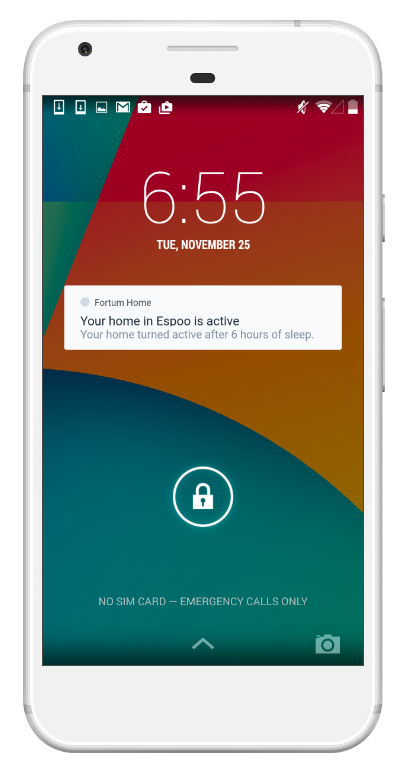 6:55
TUE, NOVEMBER 25
Fortum Home
Your home in Espoo is active
Your home turned active after 6 hours of sleep.
NO SIM CARD — EMERGENCY CALLS ONLY